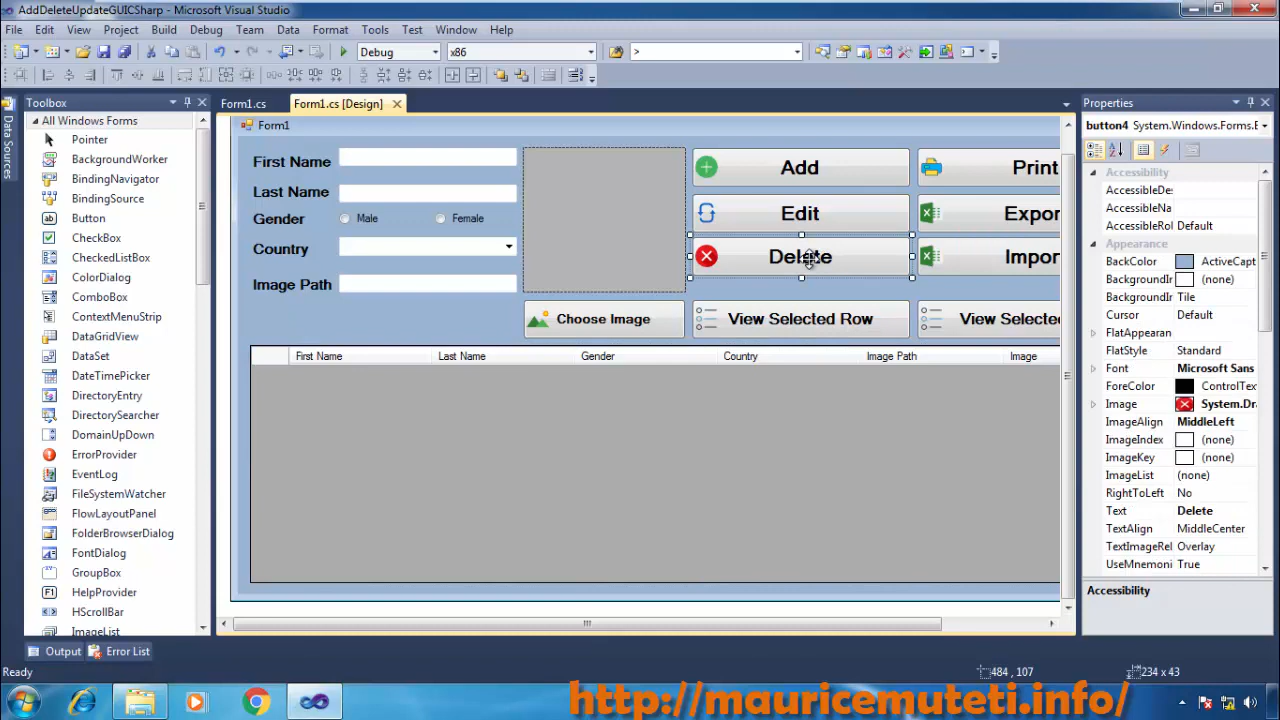 AddDeleteUpdateGUICSharp - Microsoft Visual Studio
File Edit View Project Build Debug Team Data Format Tools Test Window Help
Debug x86 >
Toolbox
Form1.cs Form1.cs [Design]
Properties
Data Sources
All Windows Forms
Pointer
BackgroundWorker
BindingNavigator
BindingSource
Button
CheckBox
CheckedListBox
ColorDialog
ComboBox
ContextMenuStrip
DataGridView
DataSet
DateTimePicker
DirectoryEntry
DirectorySearcher
DomainUpDown
ErrorProvider
EventLog
FileSystemWatcher
FlowLayoutPanel
FolderBrowserDialog
FontDialog
GroupBox
HelpProvider
HScrollBar
ImageList
Form1
First Name
Last Name
Gender Male Female
Country
Image Path
Choose Image
Add
Edit
Delete
View Selected Row
Print
Expor
Impor
View Selecte
First Name Last Name Gender Country Image Path Image
button4 System.Windows.Forms.E
Accessibility
AccessibleDes
AccessibleNa
AccessibleRol Default
Appearance
BackColor ActiveCapt
BackgroundIr (none)
BackgroundIr Tile
Cursor Default
FlatAppearan
FlatStyle Standard
Font Microsoft Sans
ForeColor ControlText
Image System.Dra
ImageAlign MiddleLeft
ImageIndex (none)
ImageKey (none)
ImageList (none)
RightToLeft No
Text Delete
TextAlign MiddleCenter
TextImageRel Overlay
UseMnemoni True
Accessibility
Output Error List
Ready 484 , 107 234 x 43
http://mauricemuteti.info/